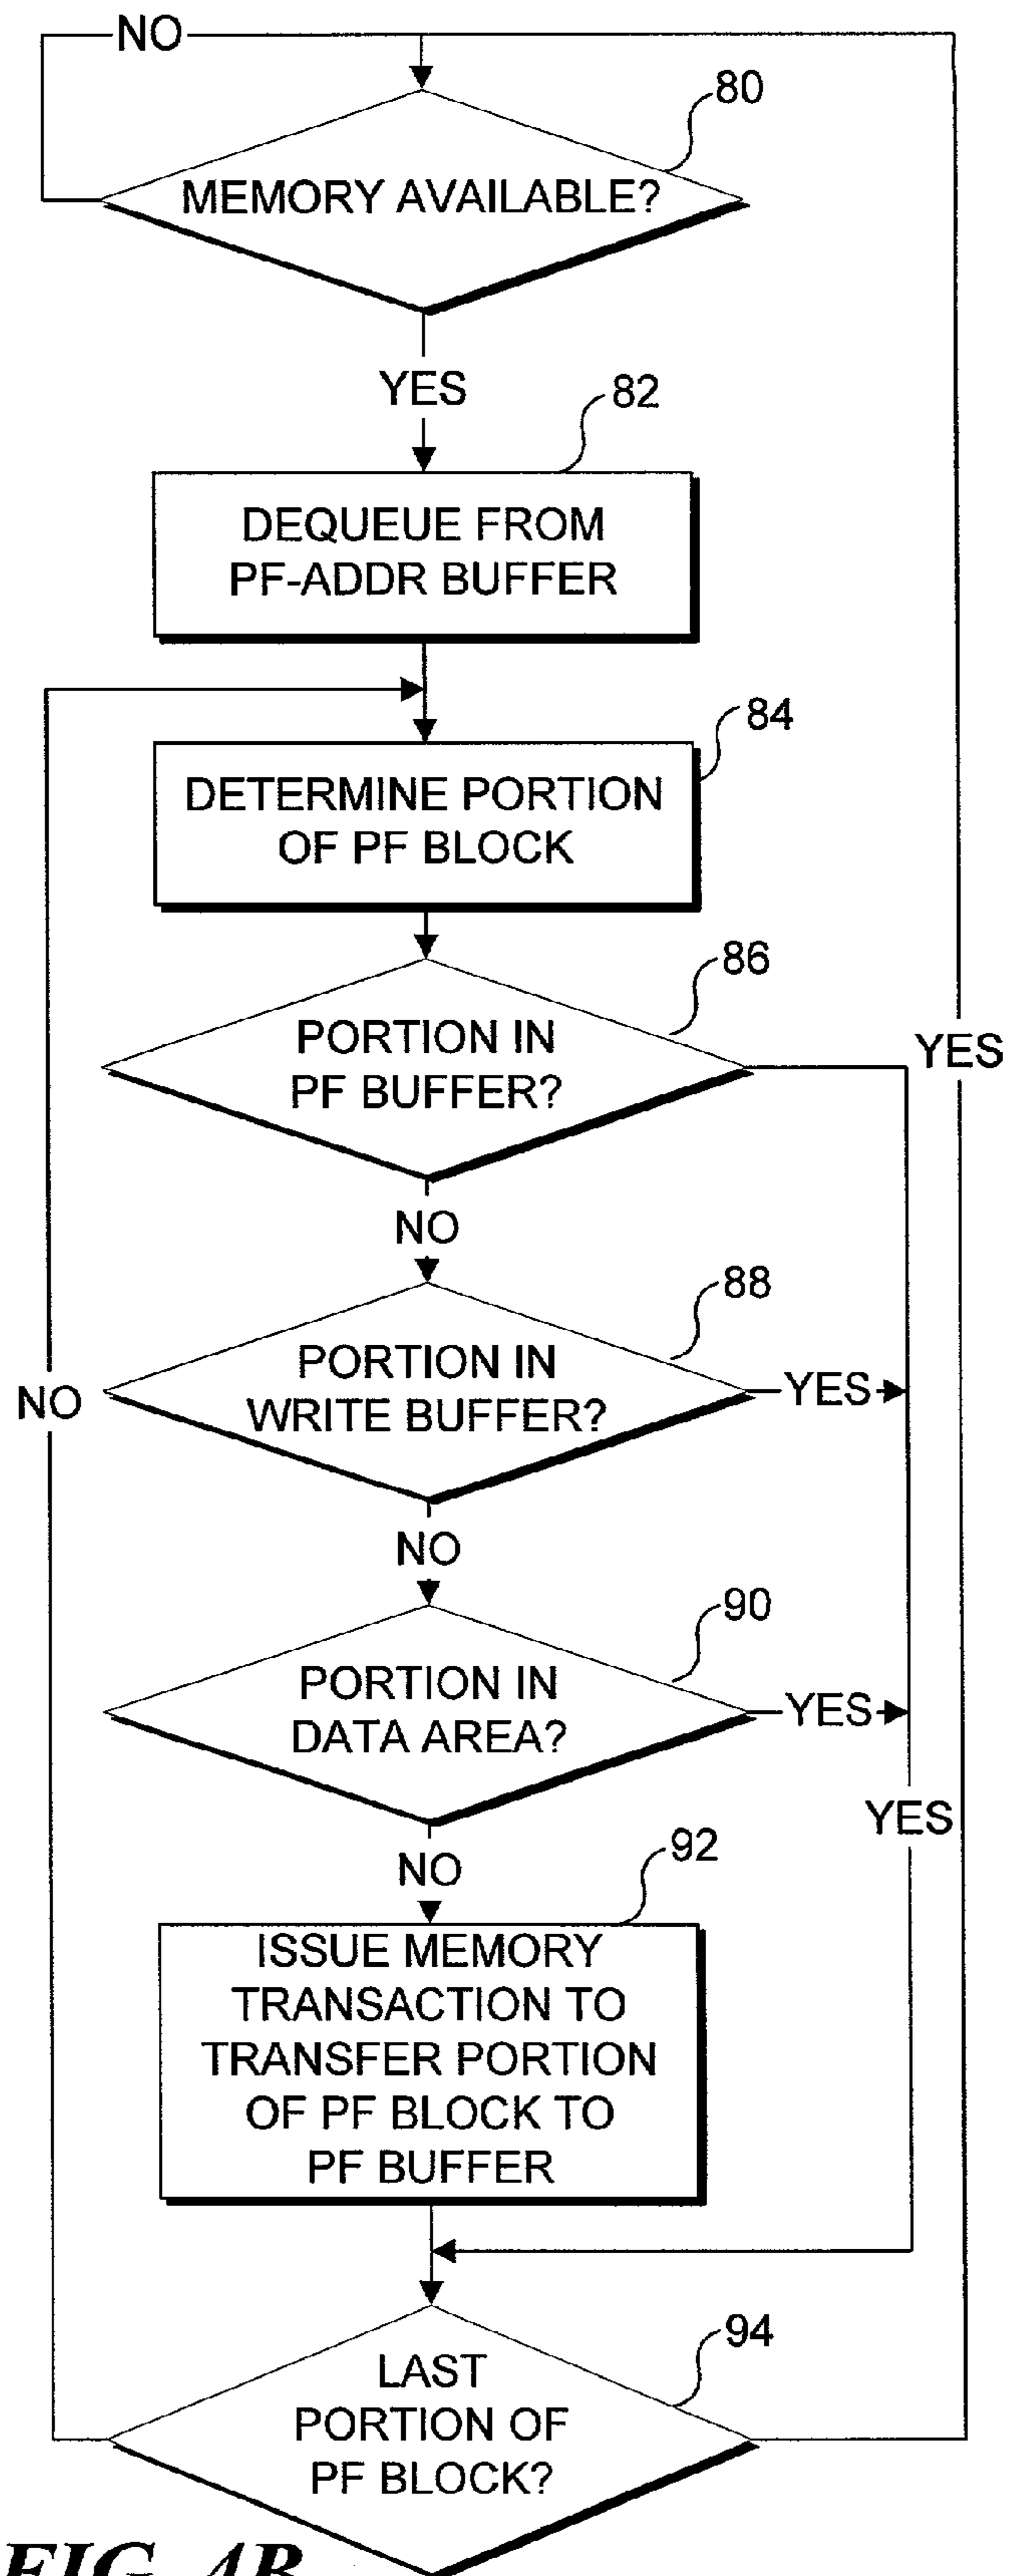 NO
80
MEMORY AVAILABLE?
YES
82
DEQUEUE FROM
PF-ADDR BUFFER
84
DETERMINE PORTION
OF PF BLOCK
86
PORTION IN
PF BUFFER?
YES
NO
88
PORTION IN
WRITE BUFFER?
YES
NO
NO
90
PORTION IN
DATA AREA?
YES
YES
NO
92
ISSUE MEMORY
TRANSACTION TO
TRANSFER PORTION
OF PF BLOCK TO
PF BUFFER
94
LAST
PORTION OF
PF BLOCK?
FIG. 4B